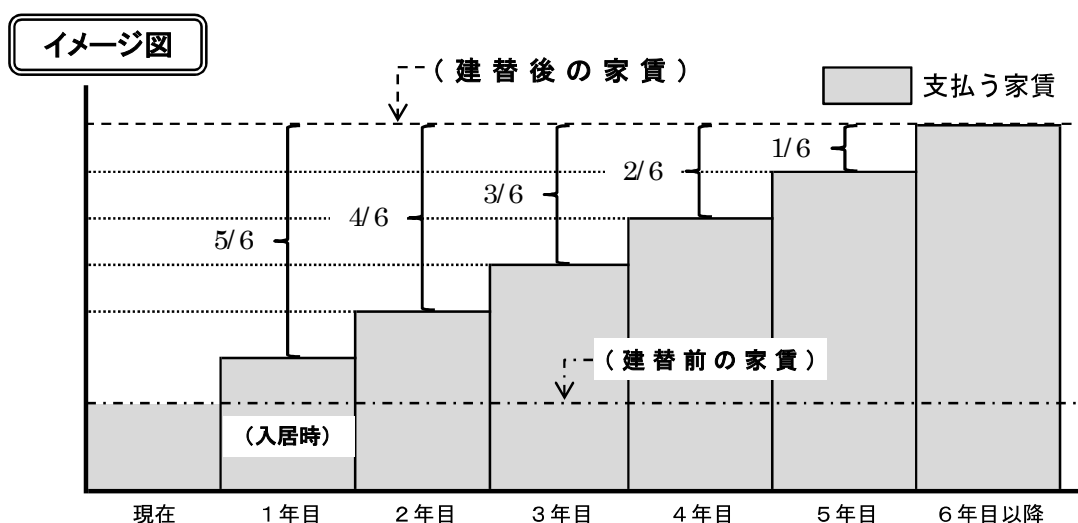 イメージ図
（建替後の家賃）
支払う家賃
1/6
2/6
3/6
4/6
5/6
（建替前の家賃）
（入居時）
現在 １年目 ２年目 ３年目 ４年目 ５年目 ６年目以降